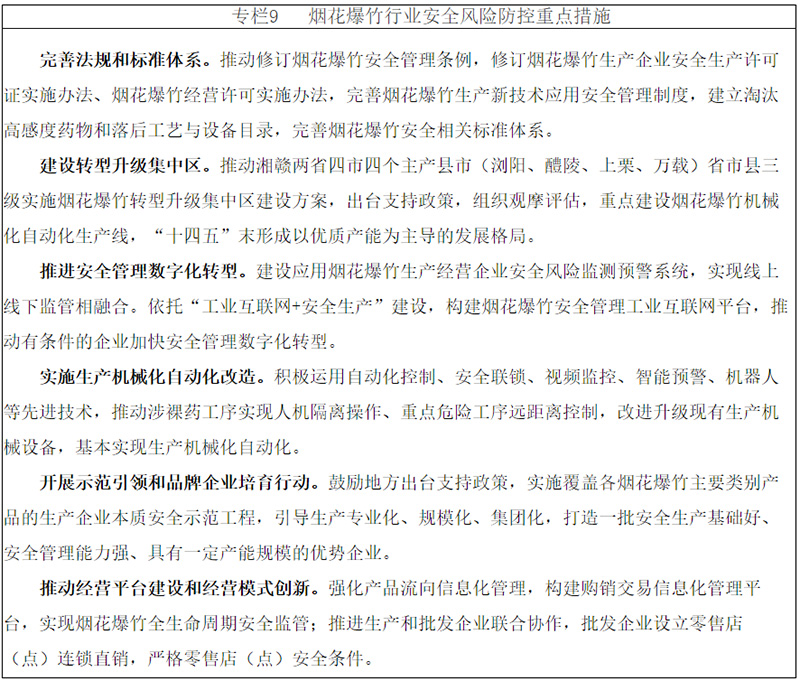 专栏9 烟花爆竹行业安全风险防控重点措施
完善法规和标准体系。推动修订烟花爆竹安全管理条例，修订烟花爆竹生产企业安全生产许可
证实施办法、烟花爆竹经营许可实施办法，完善烟花爆竹生产新技术应用安全管理制度，建立淘汰
高感度药物和落后工艺与设备目录，完善烟花爆竹安全相关标准体系。
建设转型升级集中区。推动湘赣两省四市四个主产县市（浏阳、醴陵、上栗、万载）省市县三
级实施烟花爆竹转型升级集中区建设方案，出台支持政策，组织观摩评估，重点建设烟花爆竹机械
化自动化生产线，“十四五”末形成以优质产能为主导的发展格局。
推进安全管理数字化转型。建设应用烟花爆竹生产经营企业安全风险监测预警系统，实现线上
线下监管相融合。依托“工业互联网+安全生产”建设，构建烟花爆竹安全管理工业互联网平台，推
动有条件的企业加快安全管理数字化转型。
实施生产机械化自动化改造。积极运用自动化控制、安全联锁、视频监控、智能预警、机器人
等先进技术，推动涉裸药工序实现人机隔离操作、重点危险工序远距离控制，改进升级现有生产机
械设备，基本实现生产机械化自动化。
开展示范引领和品牌企业培育行动。鼓励地方出台支持政策，实施覆盖各烟花爆竹主要类别产
品的生产企业本质安全示范工程，引导生产专业化、规模化、集团化，打造一批安全生产基础好、
安全管理能力强、具有一定产能规模的优势企业。
推动经营平台建设和经营模式创新。强化产品流向信息化管理，构建购销交易信息化管理平
台，实现烟花爆竹全生命周期安全监管；推进生产和批发企业联合协作，批发企业设立零售店
（点）连锁直销，严格零售店（点）安全条件。